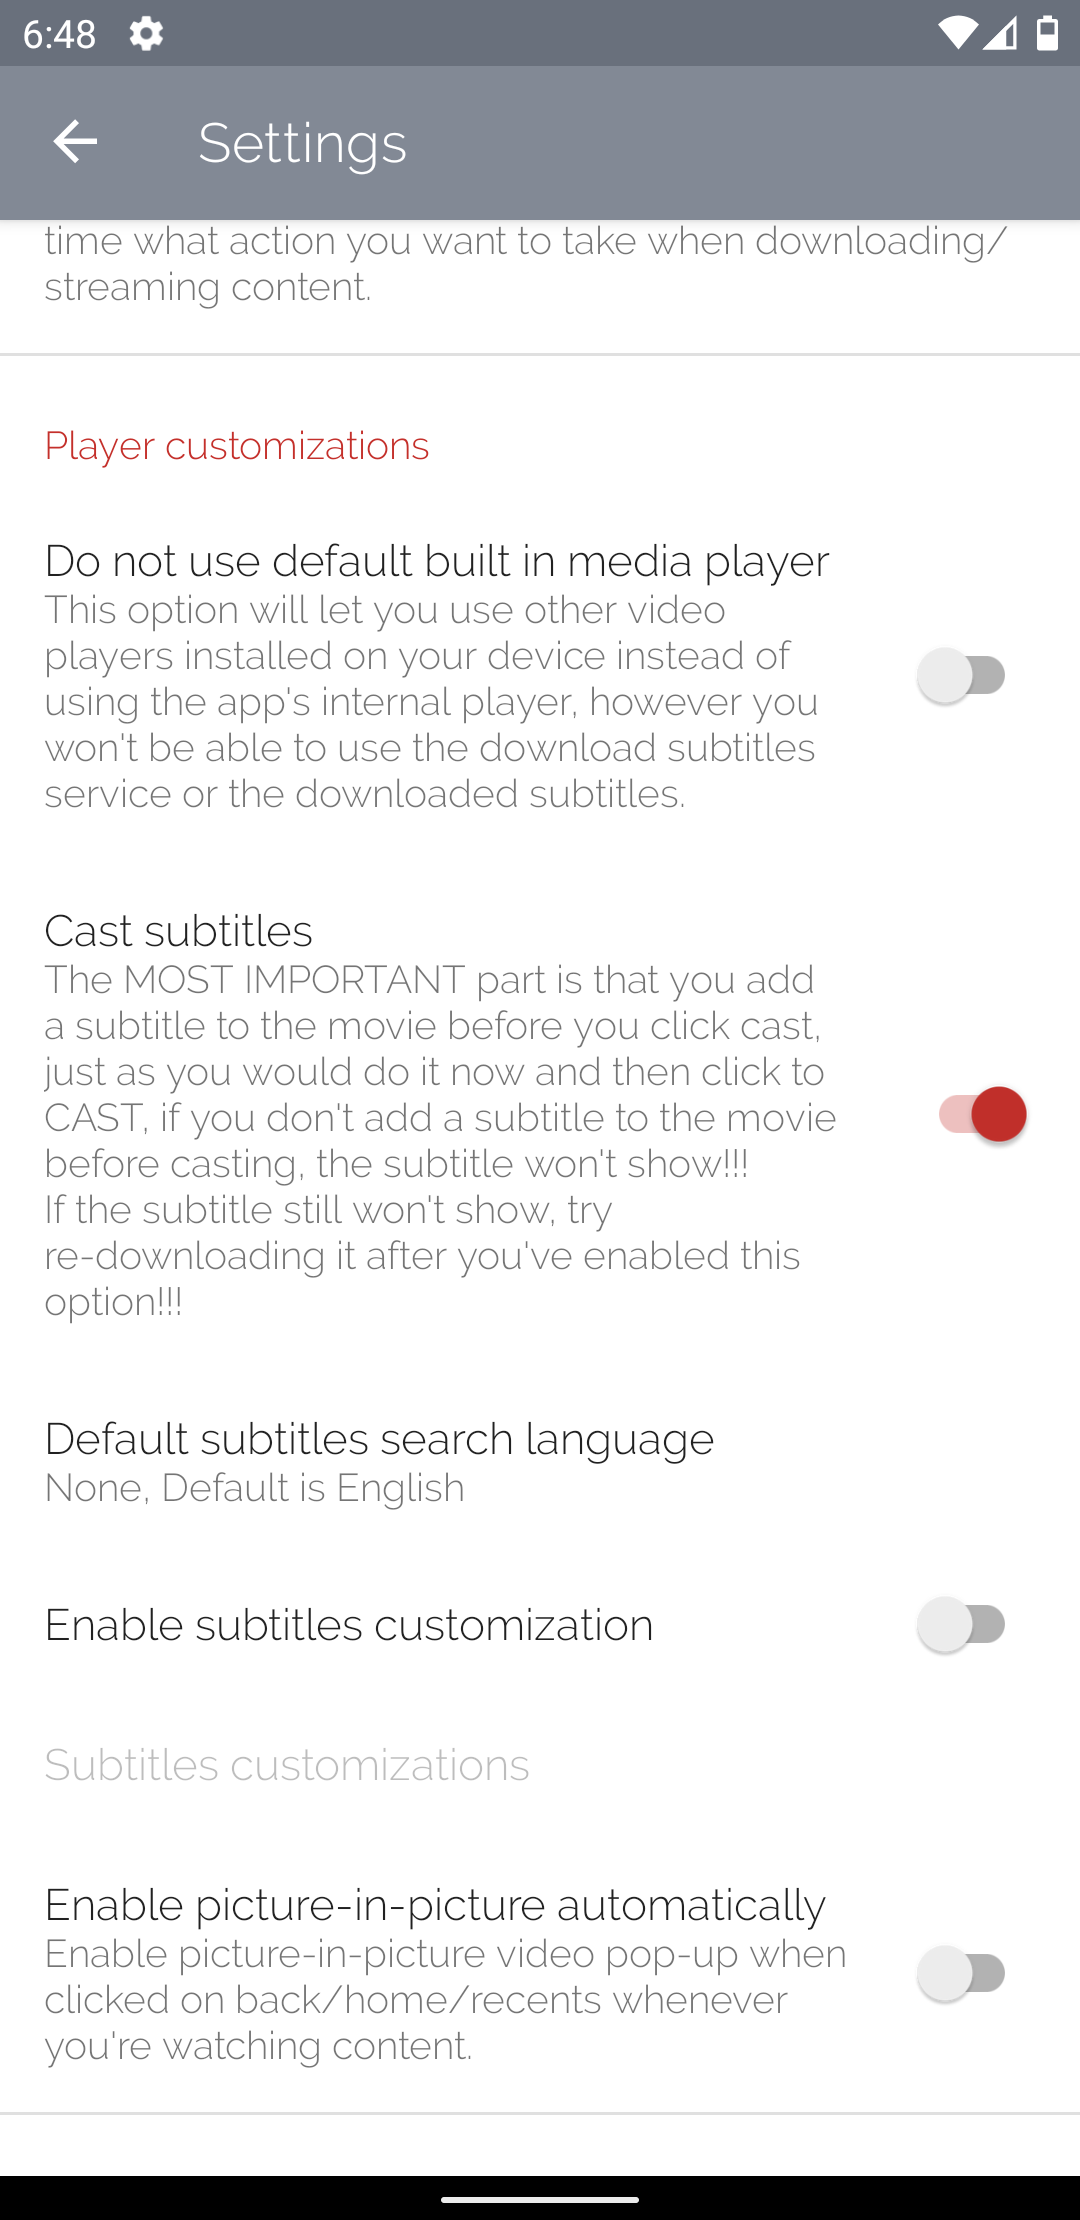 6:48
Settings
time what action you want to take when downloading/
streaming content.
Player customizations
Do not use default built in media player
This option will let you use other video
players installed on your device instead of
using the app's internal player, however you
won't be able to use the download subtitles
service or the downloaded subtitles.
Cast subtitles
The MOST IMPORTANT part is that you add
a subtitle to the movie before you click cast,
just as you would do it now and then click to
CAST, if you don't add a subtitle to the movie
before casting, the subtitle won't show!!!
If the subtitle still won't show, try
re-downloading it after you've enabled this
option!!!
Default subtitles search language
None, Default is English
Enable subtitles customization
Subtitles customizations
Enable picture-in-picture automatically
Enable picture-in-picture video pop-up when
clicked on back/home/recents whenever
you're watching content.